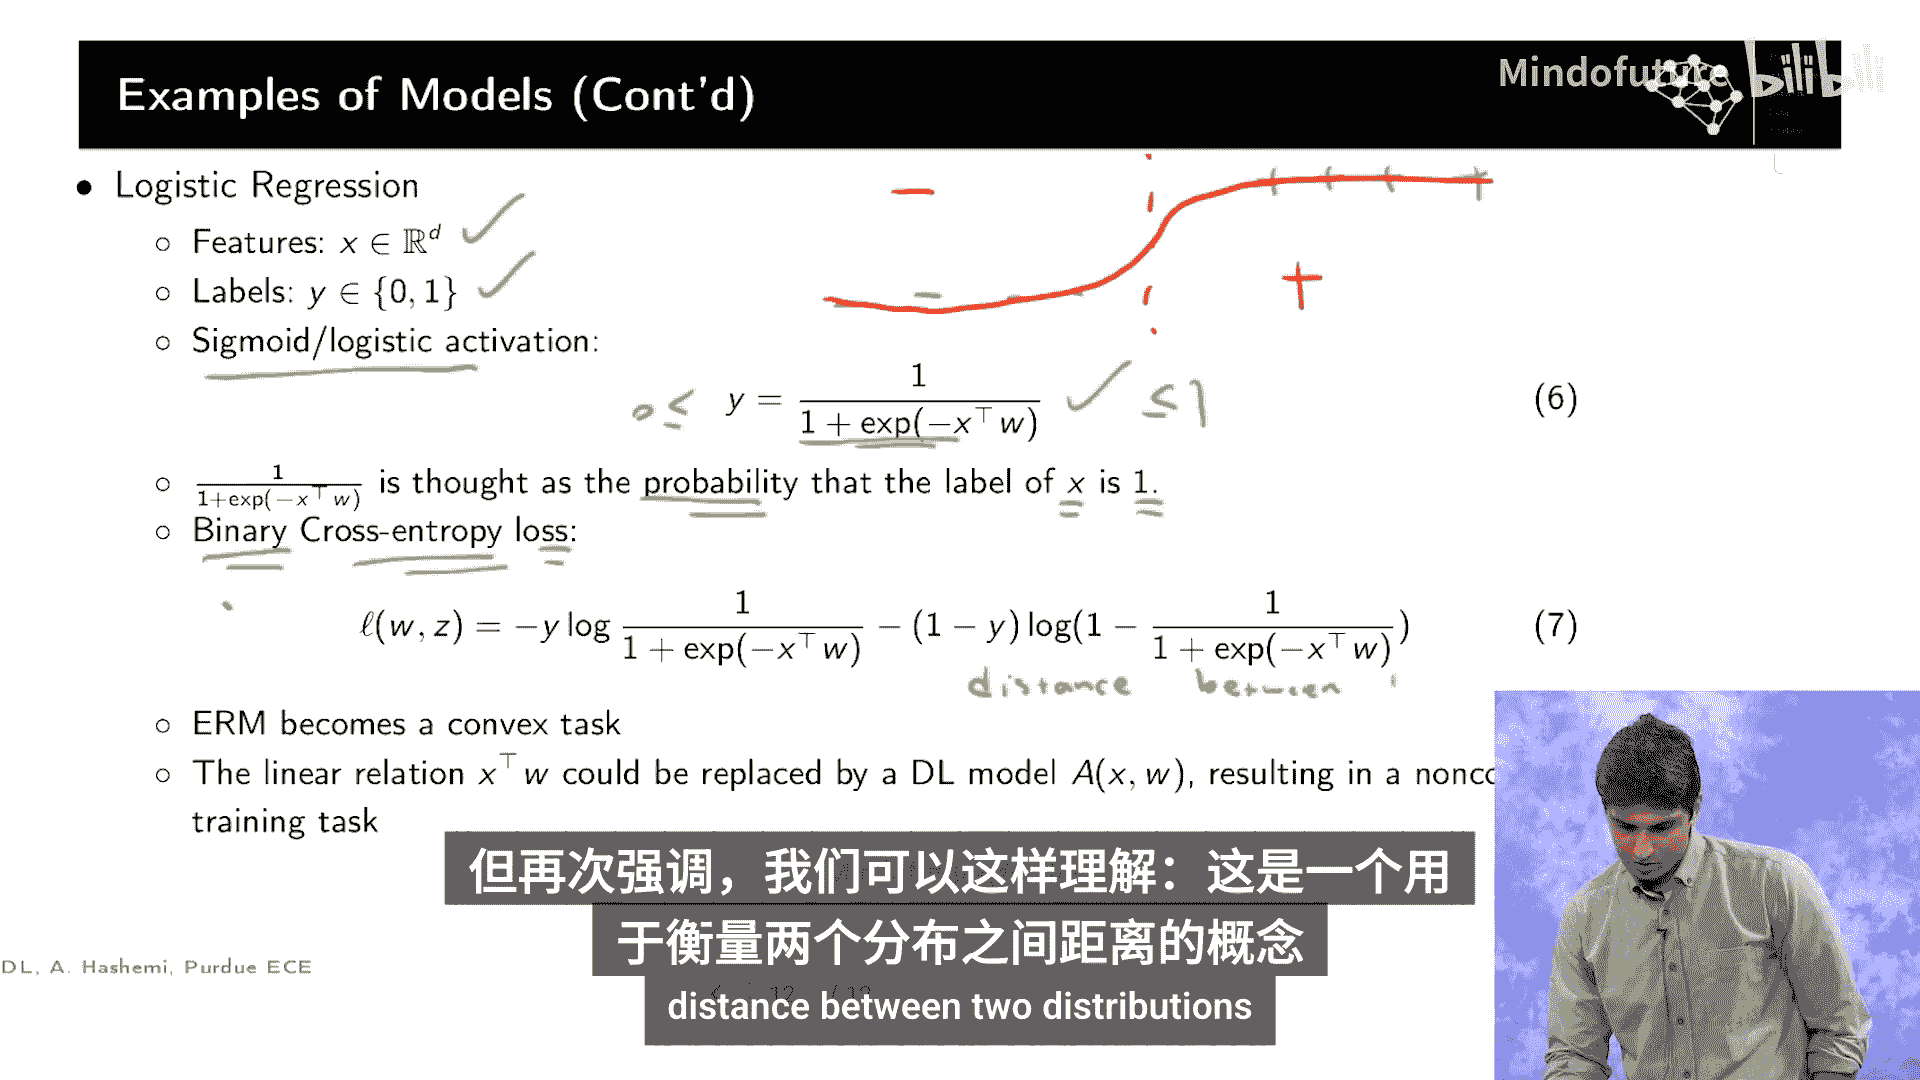 Mindofuture
bilibili
Examples of Models (Cont'd)
• Logistic Regression
○ Features: x ∈ ℝ^d
○ Labels: y ∈ {0, 1}
○ Sigmoid/logistic activation:
0 ≤ y = 1 / (1 + exp(−x^⊤ w)) ≤ 1 (6)
○ 1/(1+exp(−x^⊤ w)) is thought as the probability that the label of x is 1.
○ Binary Cross-entropy loss:
ℓ(w, z) = −y log 1 / (1 + exp(−x^⊤ w)) − (1 − y) log(1 − 1 / (1 + exp(−x^⊤ w))) (7)
distance between
○ ERM becomes a convex task
○ The linear relation x^⊤ w could be replaced by a DL model A(x, w), resulting in a
training task
但再次强调，我们可以这样理解：这是一个用
于衡量两个分布之间距离的概念
distance between two distributions
DL, A. Hashemi, Purdue ECE